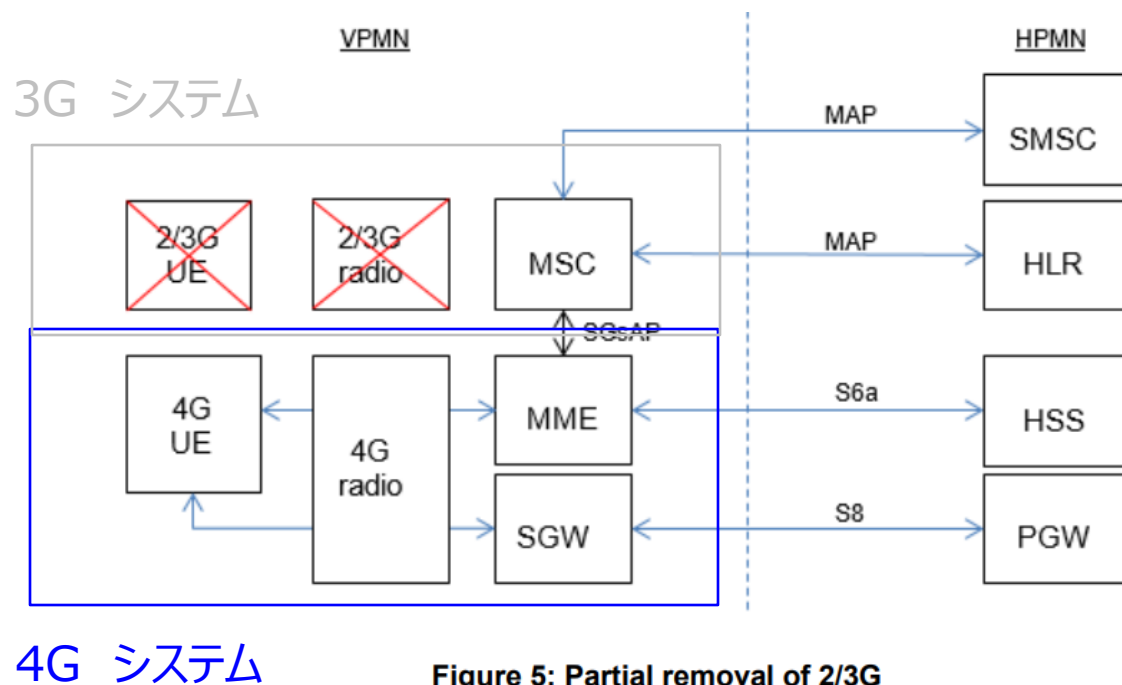 VPMN
HPMN
3G システム
MAP
SMSC
2/3G
UE
2/3G
radio
MSC
MAP
HLR
SGsAP
4G
UE
4G
radio
MME
S6a
HSS
SGW
S8
PGW
4G システム
Figure 5: Partial removal of 2/3G